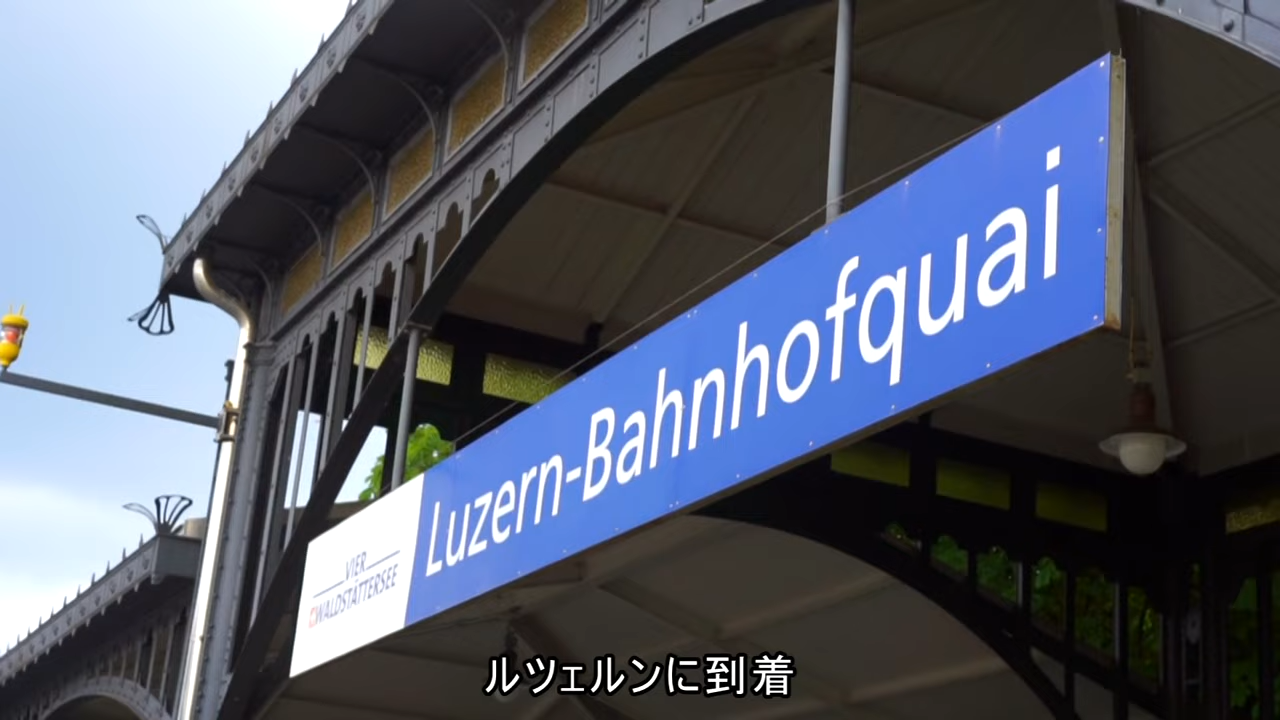 Luzern-Bahnhofquai
VIER
WALDSTÄTTERSEE
ルツェルンに到着